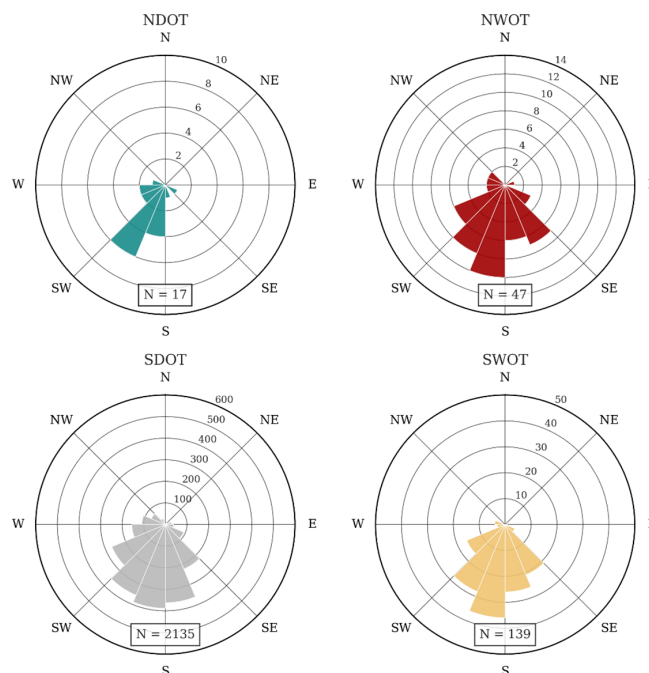 NDOT
N
NW
NE
W
E
SW
SE
S
2
4
6
8
10
N = 17
NWOT
N
NW
NE
W
E
SW
SE
S
2
4
6
8
10
12
14
N = 47
SDOT
N
NW
NE
W
E
SW
SE
S
100
200
300
400
500
600
N = 2135
SWOT
N
NW
NE
W
SW
SE
S
10
20
30
40
50
N = 139